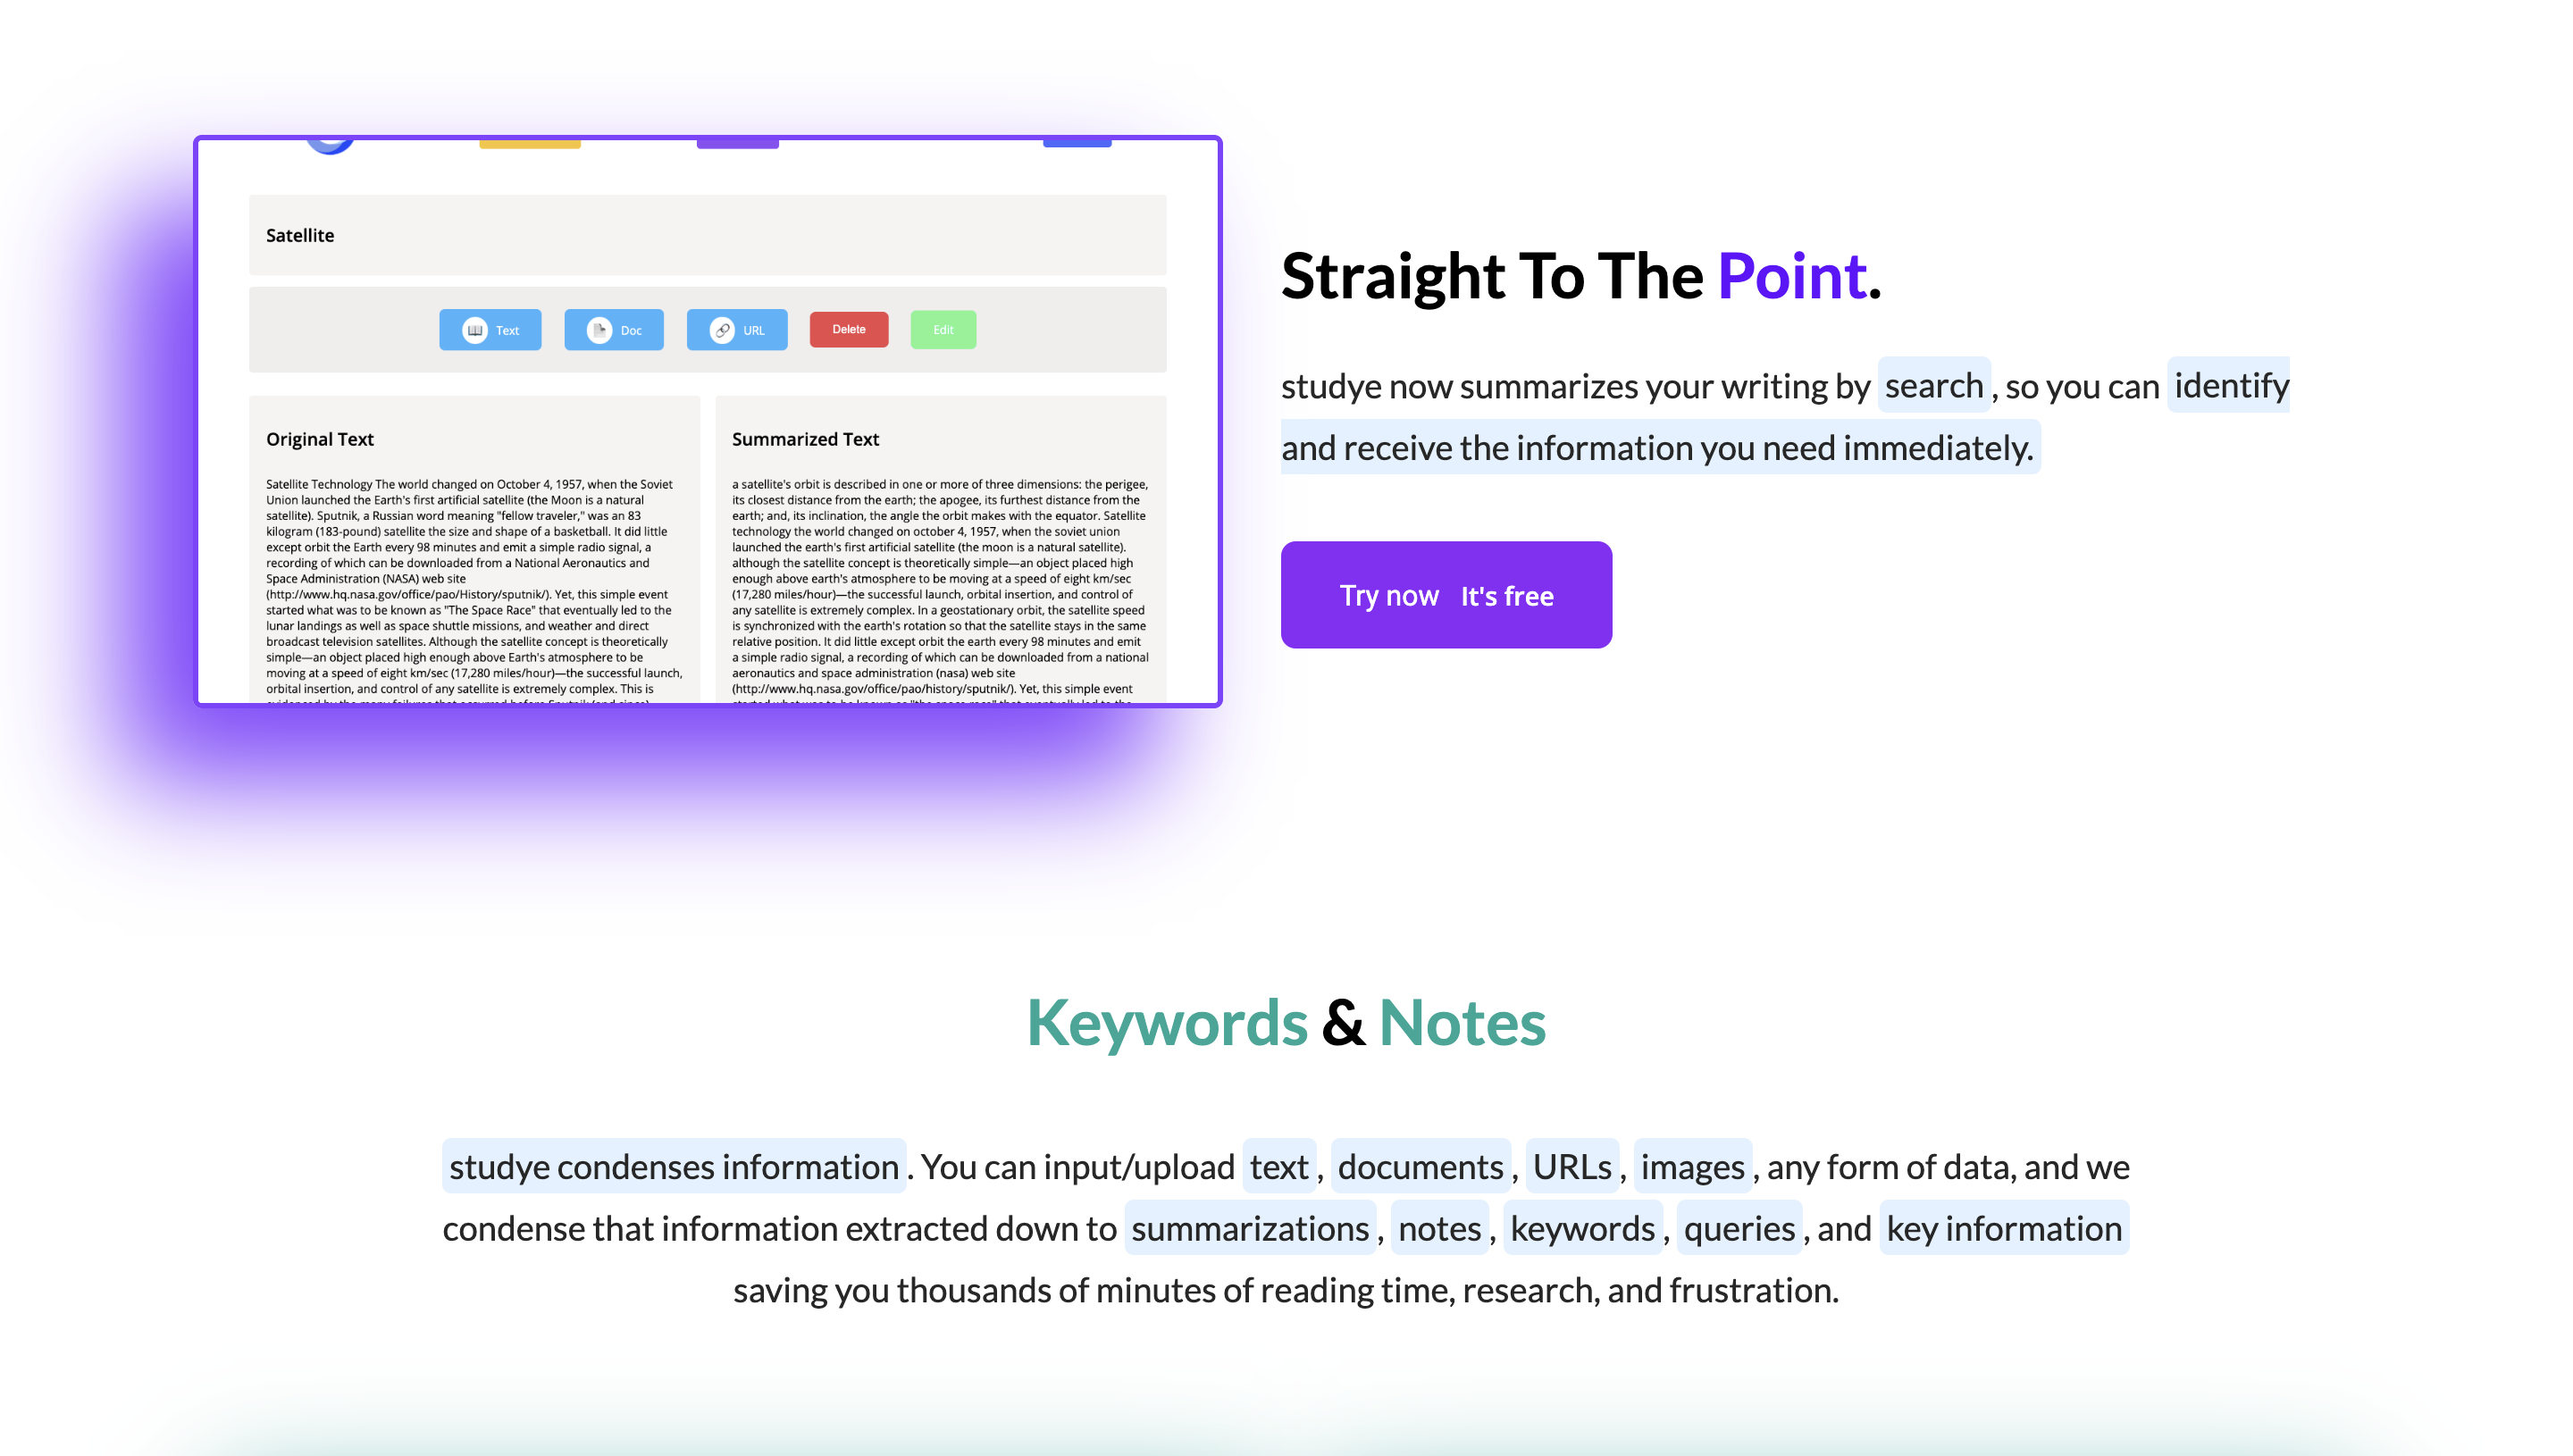 Satellite
Text
Doc
URL
Delete
Edit
Original Text
Satellite Technology The world changed on October 4, 1957, when the Soviet
Union launched the Earth's first artificial satellite (the Moon is a natural
satellite). Sputnik, a Russian word meaning "fellow traveler," was an 83
kilogram (183-pound) satellite the size and shape of a basketball. It did little
except orbit the Earth every 98 minutes and emit a simple radio signal, a
recording of which can be downloaded from a National Aeronautics and
Space Administration (NASA) web site
(http://www.hq.nasa.gov/office/pao/History/sputnik/). Yet, this simple event
started what was to be known as "The Space Race" that eventually led to the
lunar landings as well as space shuttle missions, and weather and direct
broadcast television satellites. Although the satellite concept is theoretically
simple—an object placed high enough above Earth's atmosphere to be
moving at a speed of eight km/sec (17,280 miles/hour)—the successful launch,
orbital insertion, and control of any satellite is extremely complex. This is
Summarized Text
a satellite's orbit is described in one or more of three dimensions: the perigee,
its closest distance from the earth; the apogee, its furthest distance from the
earth; and, its inclination, the angle the orbit makes with the equator. Satellite
technology the world changed on october 4, 1957, when the soviet union
launched the earth's first artificial satellite (the moon is a natural satellite).
although the satellite concept is theoretically simple—an object placed high
enough above earth's atmosphere to be moving at a speed of eight km/sec
(17,280 miles/hour)—the successful launch, orbital insertion, and control of
any satellite is extremely complex. In a geostationary orbit, the satellite speed
is synchronized with the earth's rotation so that the satellite stays in the same
relative position. It did little except orbit the earth every 98 minutes and emit
a simple radio signal, a recording of which can be downloaded from a national
aeronautics and space administration (nasa) web site
(http://www.hq.nasa.gov/office/pao/history/sputnik/). Yet, this simple event
Straight To The Point.
studye now summarizes your writing by search, so you can identify
and receive the information you need immediately.
Try now It's free
Keywords & Notes
studye condenses information. You can input/upload text, documents, URLs, images, any form of data, and we
condense that information extracted down to summarizations, notes, keywords, queries, and key information
saving you thousands of minutes of reading time, research, and frustration.